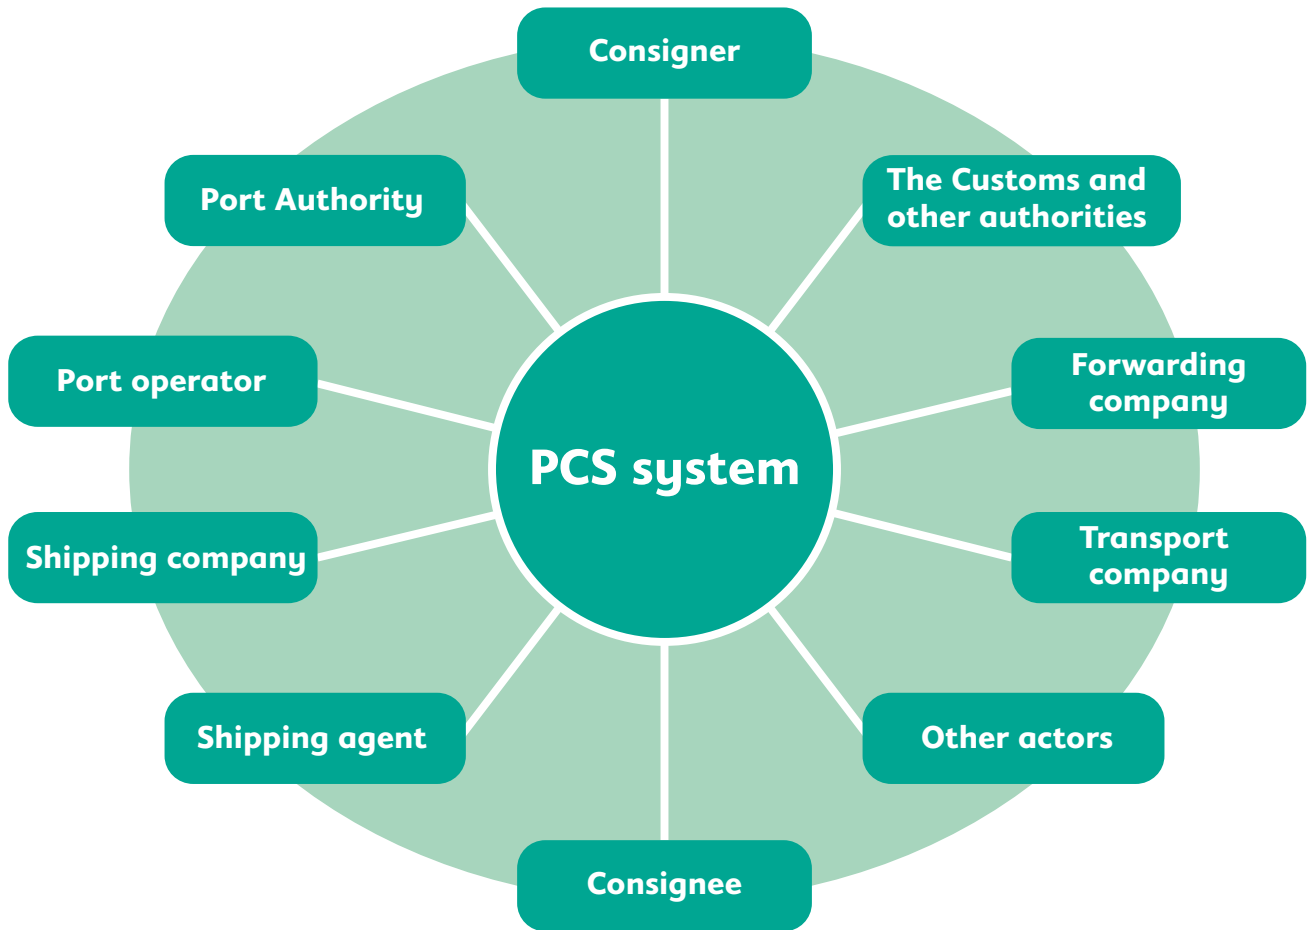 Consigner
Port Authority
The Customs and
other authorities
Port operator
Forwarding
company
PCS system
Shipping company
Transport
company
Shipping agent
Other actors
Consignee